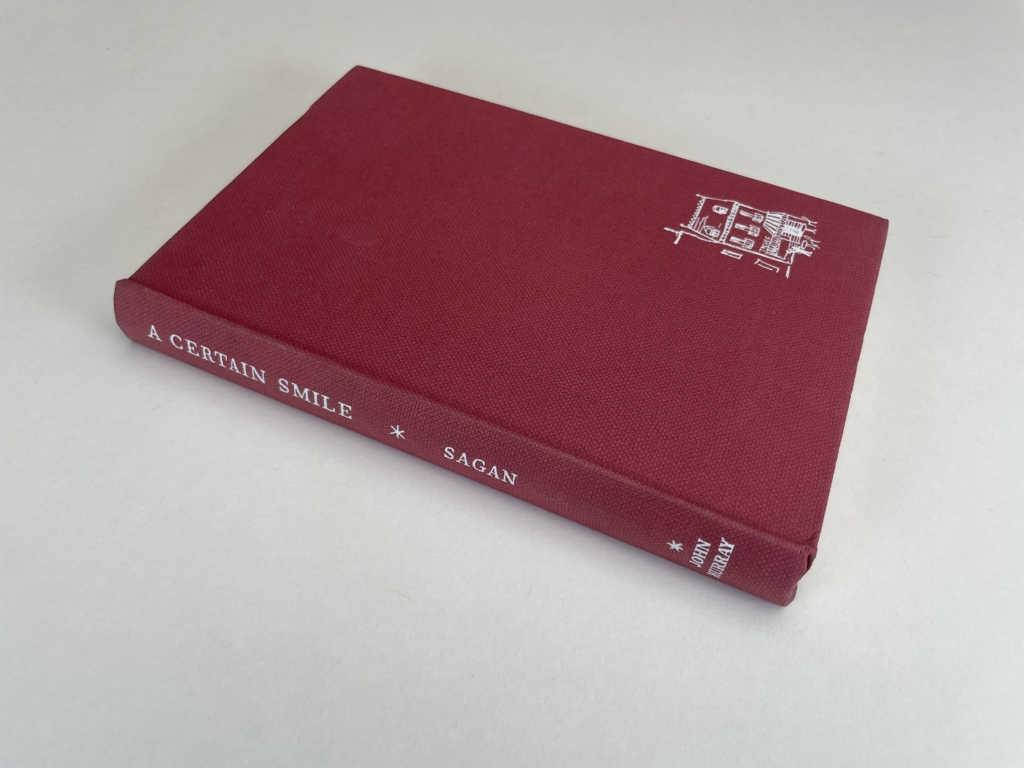 A CERTAIN SMILE * SAGAN
*
JOHN
MURRAY